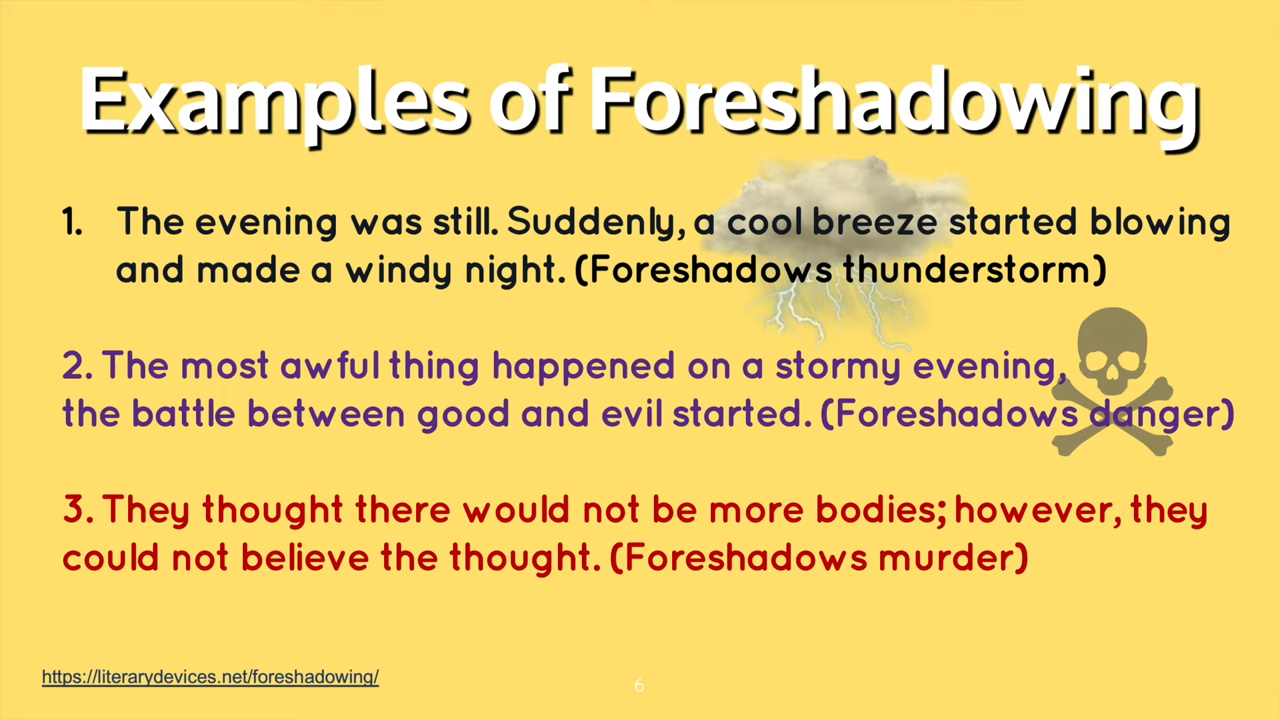 Examples of Foreshadowing
1. The evening was still. Suddenly, a cool breeze started blowing
and made a windy night. (Foreshadows thunderstorm)
2. The most awful thing happened on a stormy evening,
the battle between good and evil started. (Foreshadows danger)
3. They thought there would not be more bodies; however, they
could not believe the thought. (Foreshadows murder)
https://literarydevices.net/foreshadowing/
6